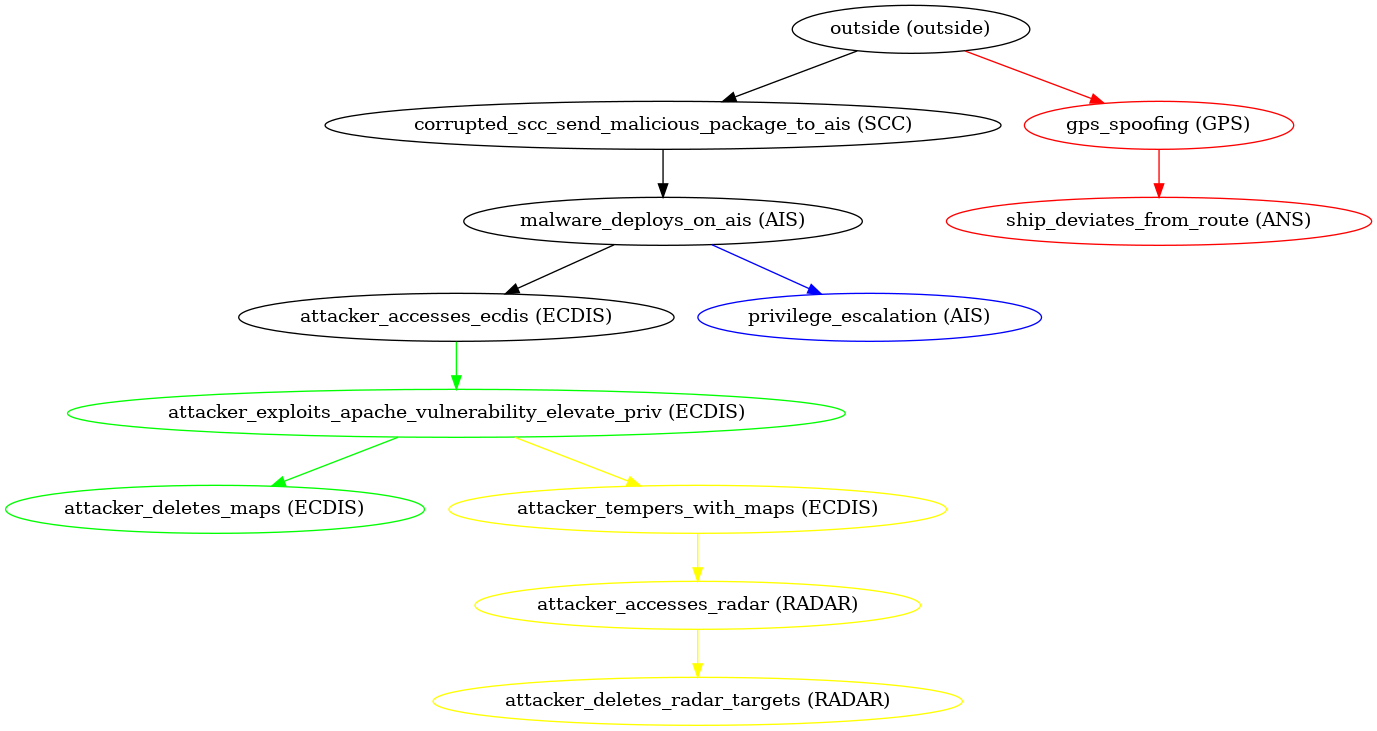 outside (outside)
corrupted_scc_send_malicious_package_to_ais (SCC)
gps_spoofing (GPS)
malware_deploys_on_ais (AIS)
ship_deviates_from_route (ANS)
attacker_accesses_ecdis (ECDIS)
privilege_escalation (AIS)
attacker_exploits_apache_vulnerability_elevate_priv (ECDIS)
attacker_deletes_maps (ECDIS)
attacker_tempers_with_maps (ECDIS)
attacker_accesses_radar (RADAR)
attacker_deletes_radar_targets (RADAR)